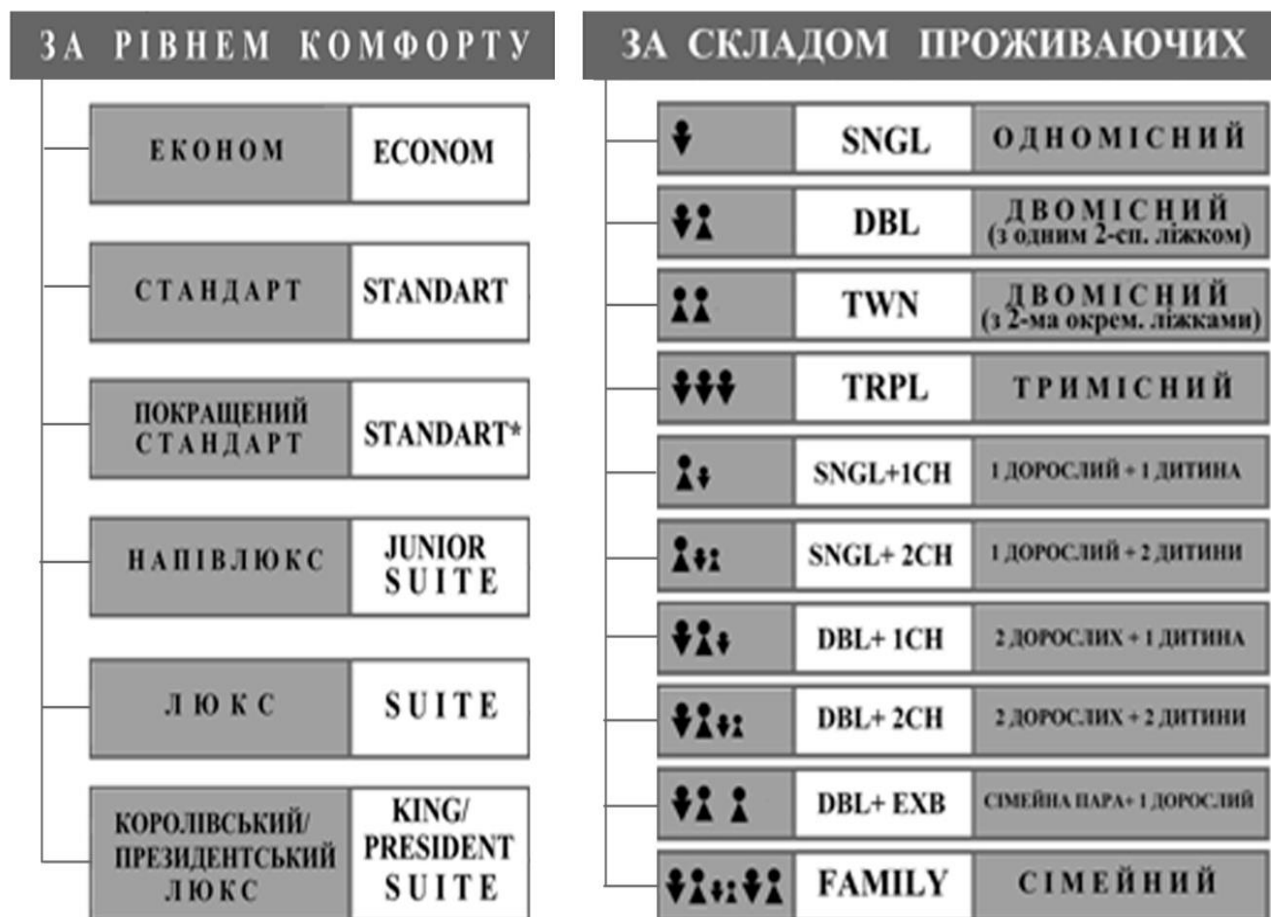 ЗА РІВНЕМ КОМФОРТУ
ЕКОНОМ
ECONOM
СТАНДАРТ
STANDART
ПОКРАЩЕНИЙ
СТАНДАРТ
STANDART*
НАПІВЛЮКС
JUNIOR
SUITE
ЛЮКС
SUITE
КОРОЛІВСЬКИЙ/
ПРЕЗИДЕНТСЬКИЙ
ЛЮКС
KING/
PRESIDENT
SUITE
ЗА СКЛАДОМ ПРОЖИВАЮЧИХ
SNGL
ОДНОМІСНИЙ
DBL
ДВОМІСНИЙ
(з одним 2-сп. ліжком)
TWN
ДВОМІСНИЙ
(з 2-ма окрем. ліжками)
TRPL
ТРИМІСНИЙ
SNGL+1CH
1 ДОРОСЛИЙ + 1 ДИТИНА
SNGL+ 2CH
1 ДОРОСЛИЙ + 2 ДИТИНИ
DBL+ 1CH
2 ДОРОСЛИХ + 1 ДИТИНА
DBL+ 2CH
2 ДОРОСЛИХ + 2 ДИТИНИ
DBL+ EXB
СІМЕЙНА ПАРА+ 1 ДОРОСЛИЙ
FAMILY
СІМЕЙНИЙ